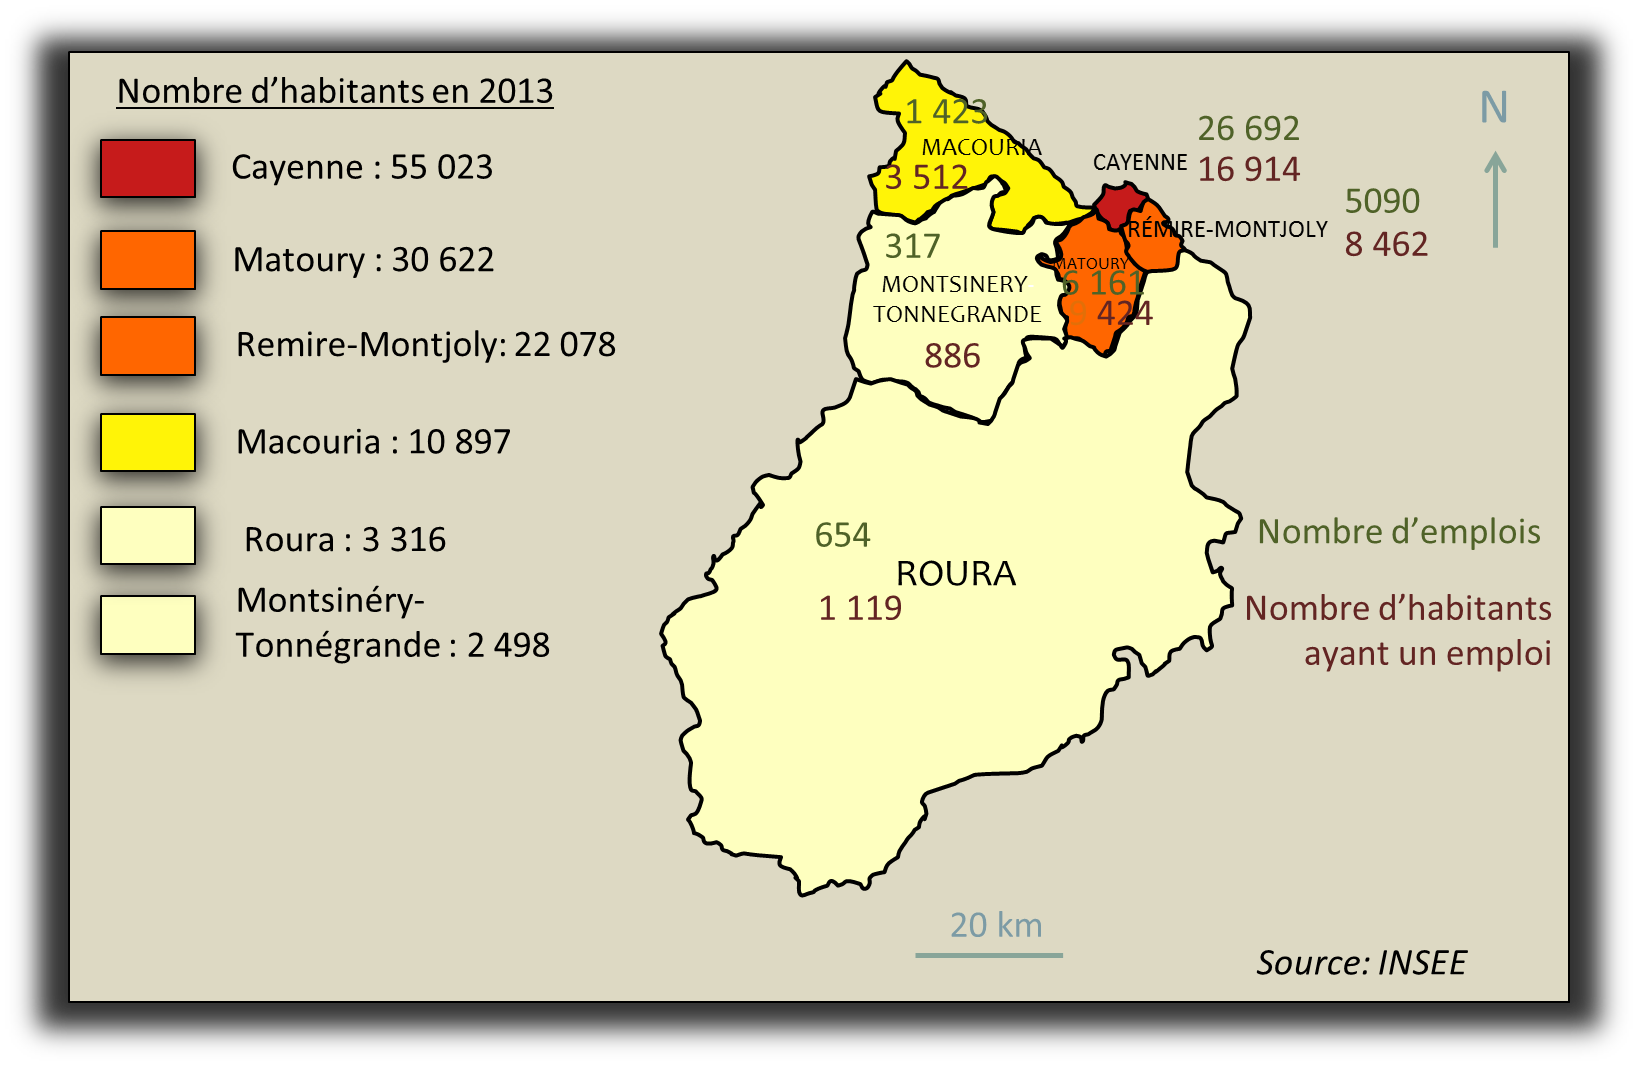 Nombre d’habitants en 2013
Cayenne : 55 023
Matoury : 30 622
Remire-Montjoly: 22 078
Macouria : 10 897
Roura : 3 316
Montsinéry-
Tonnégrande : 2 498
1 423
MACOURIA
3 512
CAYENNE
26 692
16 914
N
5090
RÉMIRE-MONTJOLY
8 462
317
MONTSINERY-
TONNEGRANDE
886
MATOURY
6 161
424
654
ROURA
1 119
Nombre d’emplois
Nombre d’habitants
ayant un emploi
20 km
Source: INSEE